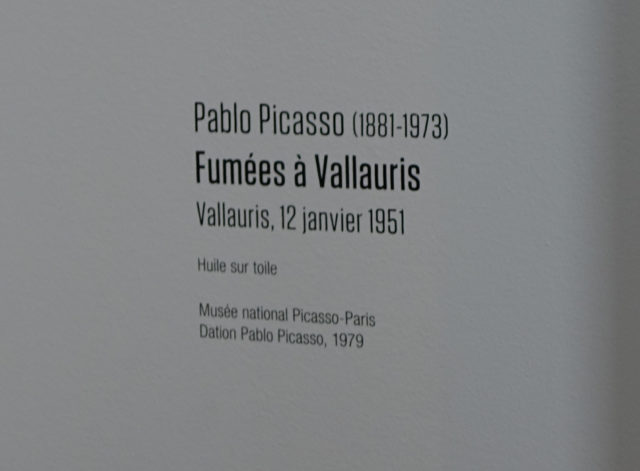 Pablo Picasso (1881-1973)
Fumées à Vallauris
Vallauris, 12 janvier 1951
Huile sur toile
Musée national Picasso-Paris
Dation Pablo Picasso, 1979